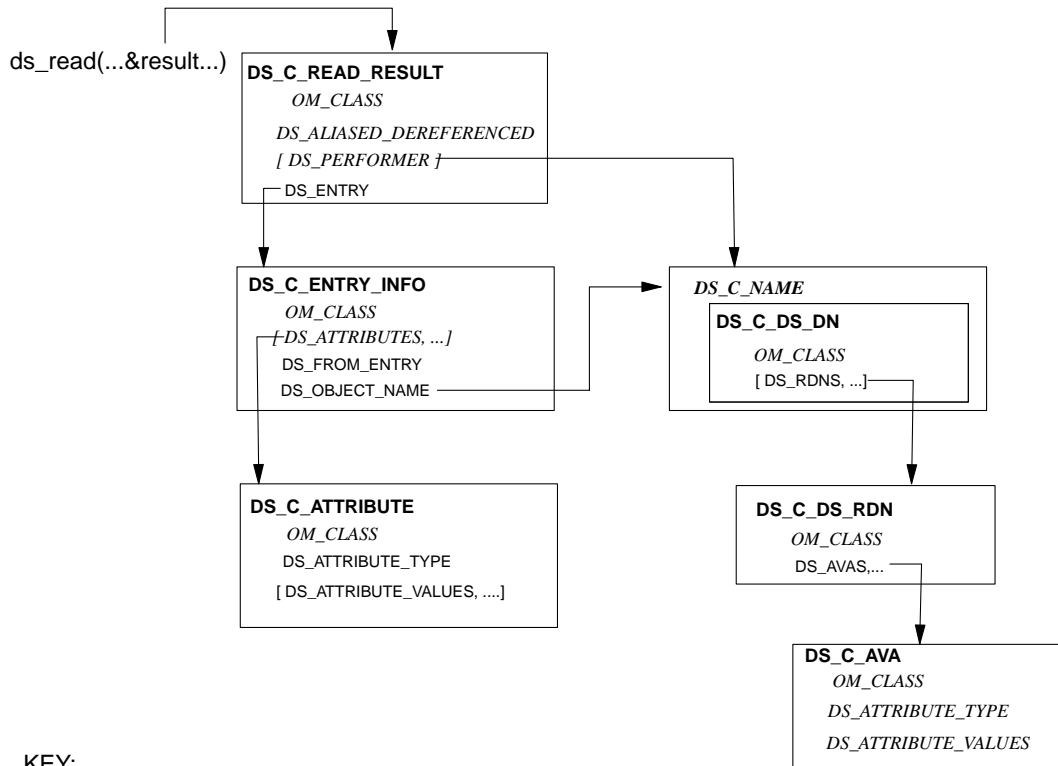 ds_read(...&result...)
DS_C_READ_RESULT
OM_CLASS
DS_ALIASED_DEREFERENCED
[ DS_PERFORMER ]
DS_ENTRY
DS_C_ENTRY_INFO
OM_CLASS
[ DS_ATTRIBUTES, ...]
DS_FROM_ENTRY
DS_OBJECT_NAME
DS_C_NAME
DS_C_DS_DN
OM_CLASS
[ DS_RDNS, ...]
DS_C_ATTRIBUTE
OM_CLASS
DS_ATTRIBUTE_TYPE
[ DS_ATTRIBUTE_VALUES, ....]
DS_C_DS_RDN
OM_CLASS
DS_AVAS,...
DS_C_AVA
OM_CLASS
DS_ATTRIBUTE_TYPE
DS_ATTRIBUTE_VALUES
KEY: